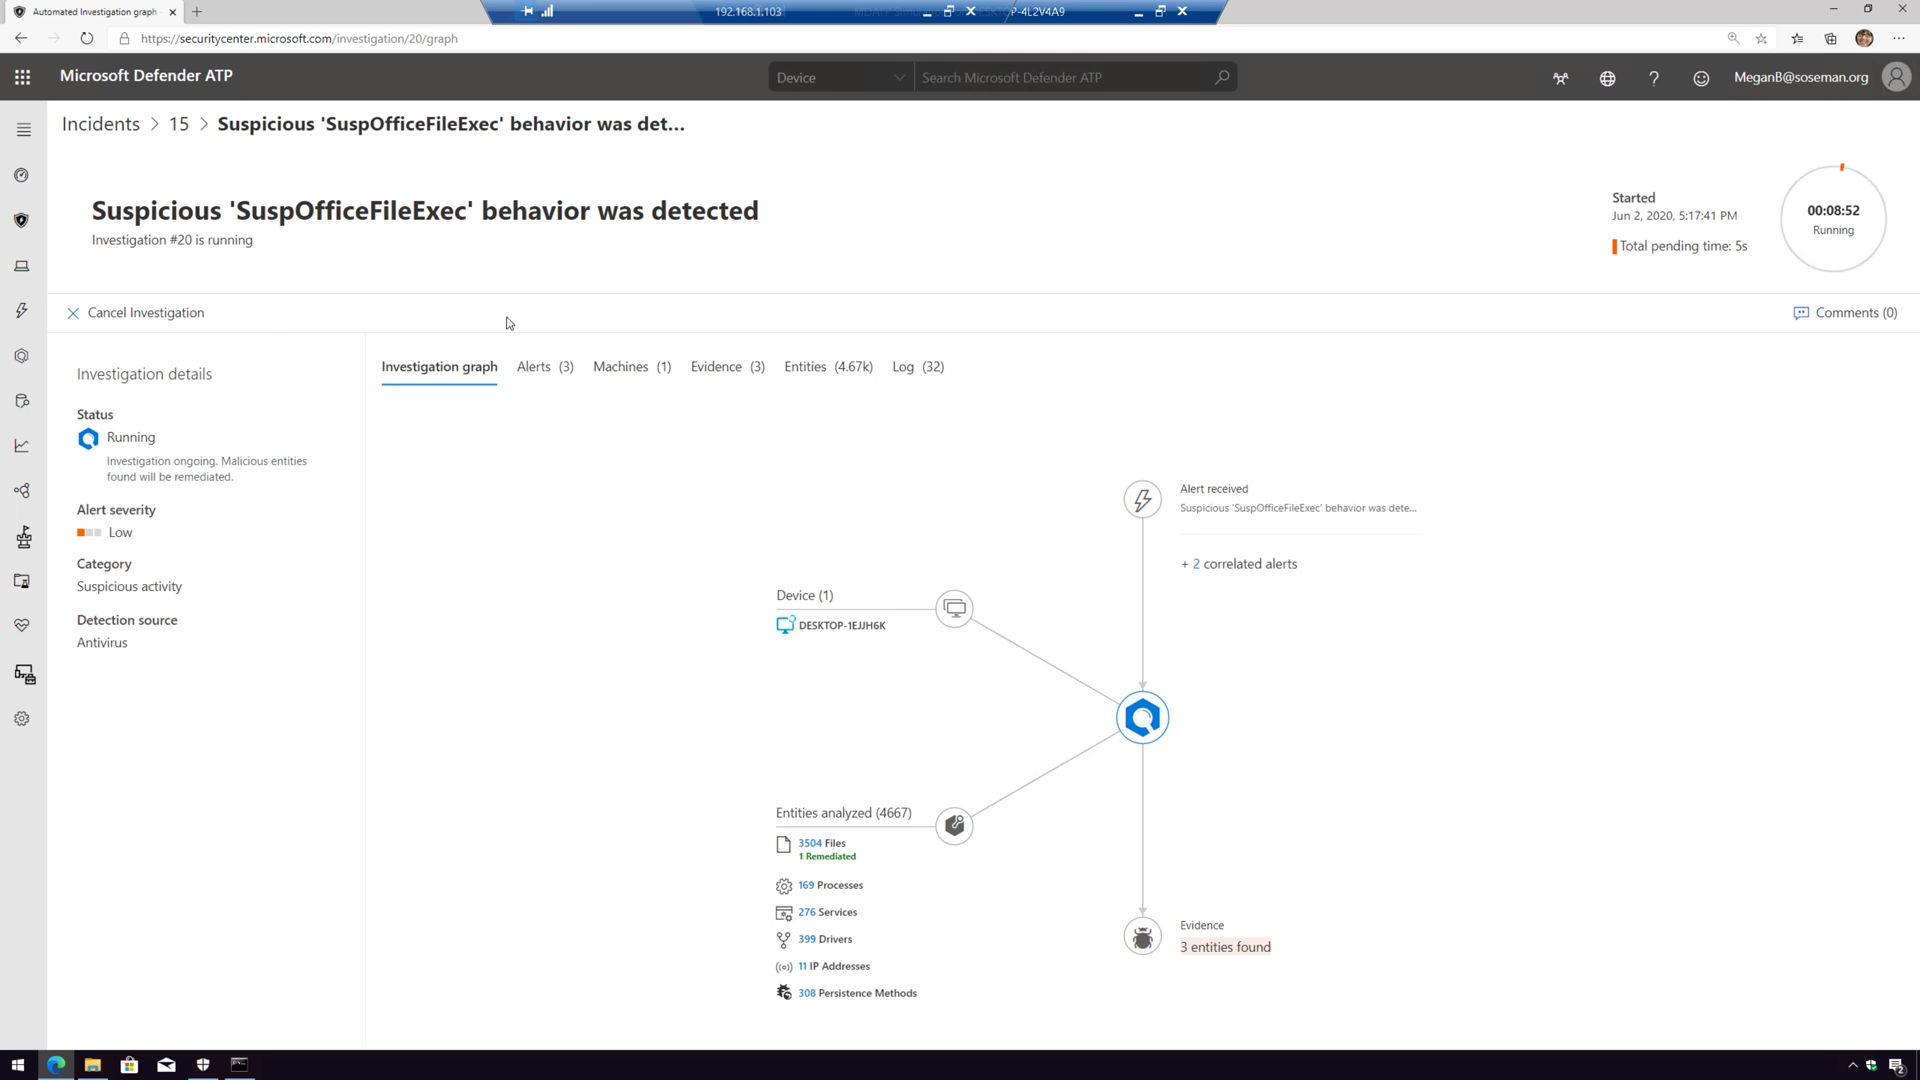 Automated Investigation graph -
192.168.1.103
P-4L2V4A9
https://securitycenter.microsoft.com/investigation/20/graph
Microsoft Defender ATP
Device
Search Microsoft Defender ATP
MeganB@soseman.org
Incidents > 15 > Suspicious 'SuspOfficeFileExec' behavior was det...
Suspicious 'SuspOfficeFileExec' behavior was detected
Investigation #20 is running
Started
Jun 2, 2020, 5:17:41 PM
Total pending time: 5s
00:08:52
Running
Cancel Investigation
Comments (0)
Investigation details
Status
Running
Investigation ongoing. Malicious entities
found will be remediated.
Alert severity
Low
Category
Suspicious activity
Detection source
Antivirus
Investigation graph Alerts (3) Machines (1) Evidence (3) Entities (4.67k) Log (32)
Alert received
Suspicious 'SuspOfficeFileExec' behavior was dete...
+ 2 correlated alerts
Device (1)
DESKTOP-1EJJH6K
Entities analyzed (4667)
3504 Files
1 Remediated
169 Processes
276 Services
399 Drivers
11 IP Addresses
308 Persistence Methods
Evidence
3 entities found
2